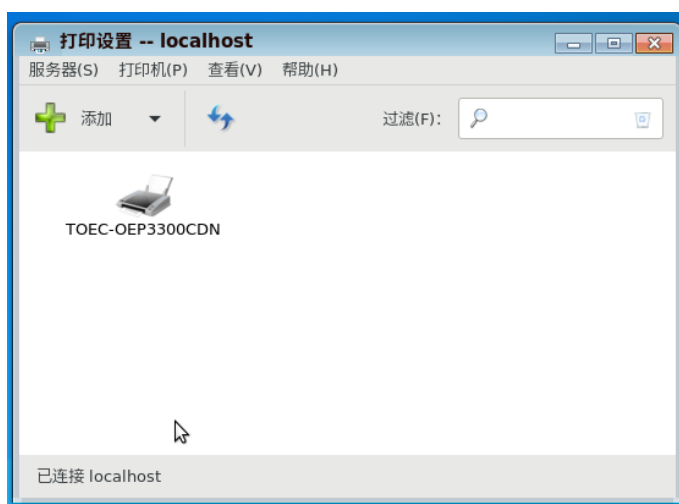 打印设置 -- localhost
服务器(S) 打印机(P) 查看(V) 帮助(H)
添加 过滤(F):
TOEC-OEP3300CDN
已连接 localhost